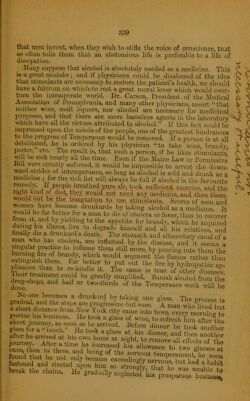 339
that men invent, when they wish to stifle the voice of conscience, that
so often tells them that an abstemious life is preferable to a life of
dissipation.
Many suppose that alcohol is absolutely needed as a medicine. This
is a great mistake; and if physicians could be disabused of the idea
that stimulants are necessary to restore the patient's health, we should
have a fulcrum on which to rest a great moral lever which would over-
turn the intemperate world. Dr. Carson, President of the Medical
Association of Pennsylvania, and many other physicians, assert "that
neither wine, malt liquors, nor alcohol are necessary for medicinal
purposes, and that there are more harmless agents in the laboratory
which have all the virtues attributed to alcohol." If this fact could be
impressed upon the minds of the people, one of the greatest hindrances
to the progress of Temperance would be removed. If a person is at all
debilitated, he is ordered by his physician "to take wine, brandy,
porter," etc. The result is, that such a person, if he likes stimulants,
will be sick nearly all the time. Even if the Maine Law or Permissive
Bill were strictly enforced, it would be impossible to arrest the down-
ward strides of intemperance, so long as alcohol is sold and drunk as a
medicine; for the sick list will always be full if alcohol is the favourite
remedy. If people breathed pure air, took sufficient exercise, and the
right kind of diet, they would not need any medicine, and then there
would not be the temptation to use stimulants. Scores of men and
women have become drunkards by taking alcohol as a medicine. It
would be far better for a man to die of cholera or fever, than to recover
from it, and by yielding to the appetite for brandy, which he acquired
during his illness, live to degrade himself and all his relations, and
finally die a drunkard's death. The stomach and alimentary canal of a
man who has cholera, are inflamed by the disease, and it seems a
singular practice to inflame them still more, by pouring into them the
burning fire of brandy, which would augment the flames rather than
extinguish them. Far better to put out the fire by hydropathic ap-
pliances than to re-kindle it. The same is true of other diseases.
Their treatment could be greatly simplified. Banish alcohol from the
drug-shops, and half or two-thirds of the Temperance work will be
done.
No one becomes a drunkard by taking one glass. The process is
gradual, and the steps are progressive but sure. A man who lived but
a short distance from New York city came into town every morning to
pursue his business. He took a glass of wine, to refresh him after the
short journey, as soon as he arrived. Before dinner he took another
glass for a "lunch." He took a glass at his dinner, and then another
after he arrived at his own home at night, to remove all effects of the
journey. After a time he increased his allowance to two glasses at
once, then to three, and being of the nervous temperament, he soon
found that he not only became exceedingly nervous, but had a habit
fastened and riveted upon him so strongly, that he was unable to
break the chains. He gradually neglected his prosperous business,